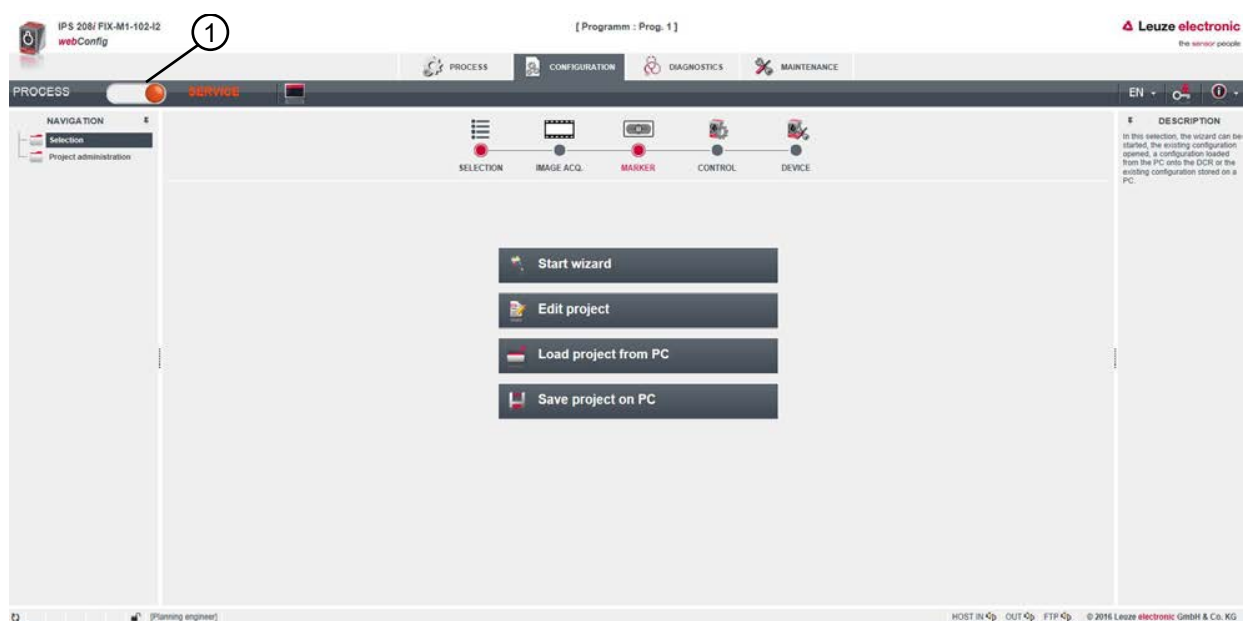 IPS 208i/ FIX-M1-102-I2
webConfig
1
[ Programm : Prog. 1 ]
Leuze electronic
the sensor people
PROCESS
CONFIGURATION
DIAGNOSTICS
MAINTENANCE
PROCESS
SERVICE
EN
NAVIGATION
Selection
Project administration
SELECTION
IMAGE ACQ.
MARKER
CONTROL
DEVICE
Start wizard
Edit project
Load project from PC
Save project on PC
DESCRIPTION
In this selection, the wizard can be
started, the existing configuration
opened, a configuration loaded
from the PC onto the DCR or the
existing configuration stored on a
PC.
[Planning engineer]
HOST IN OUT FTP
© 2016 Leuze electronic GmbH & Co. KG